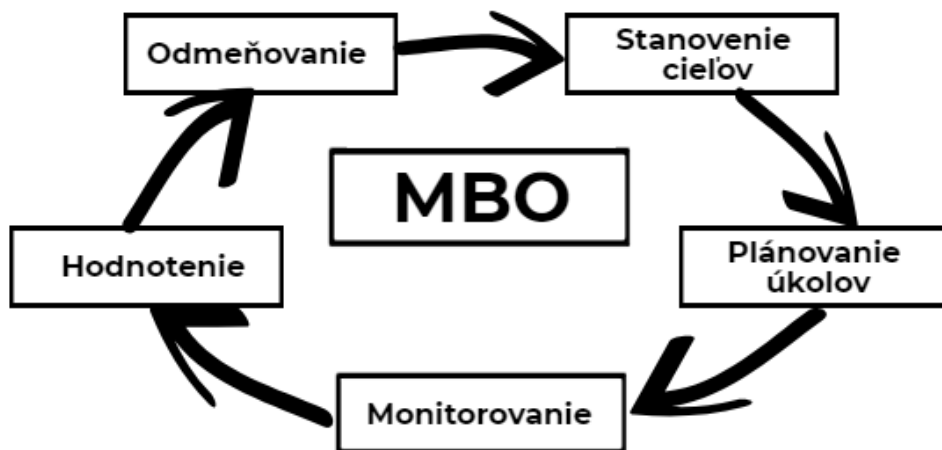 Odmeňovanie
Stanovenie
cieľov
MBO
Hodnotenie
Plánovanie
úkolov
Monitorovanie